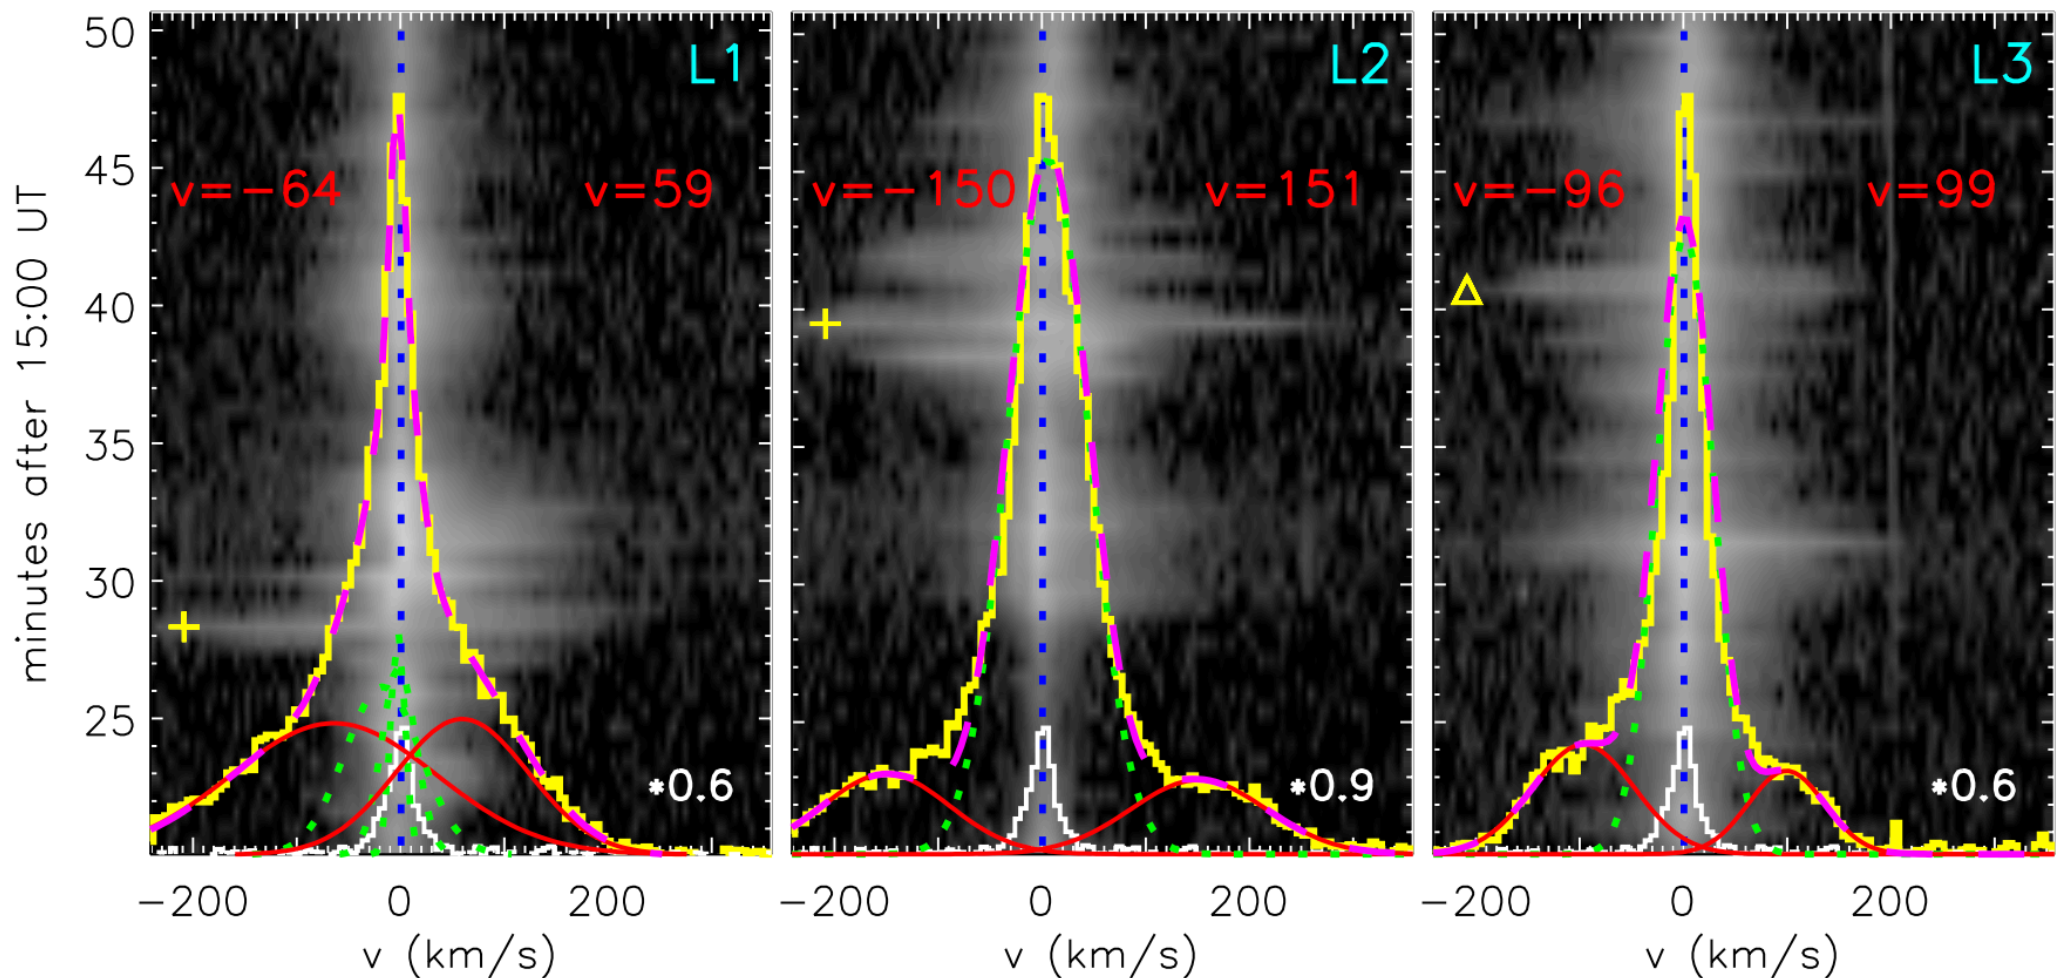 L1
L2
L3
v=-64
v=59
v=-150
v=151
v=-96
v=99
*0.6
*0.9
*0.6
50
45
40
35
30
25
minutes after 15:00 UT
-200 0 200
-200 0 200
-200 0 200
v (km/s)
v (km/s)
v (km/s)